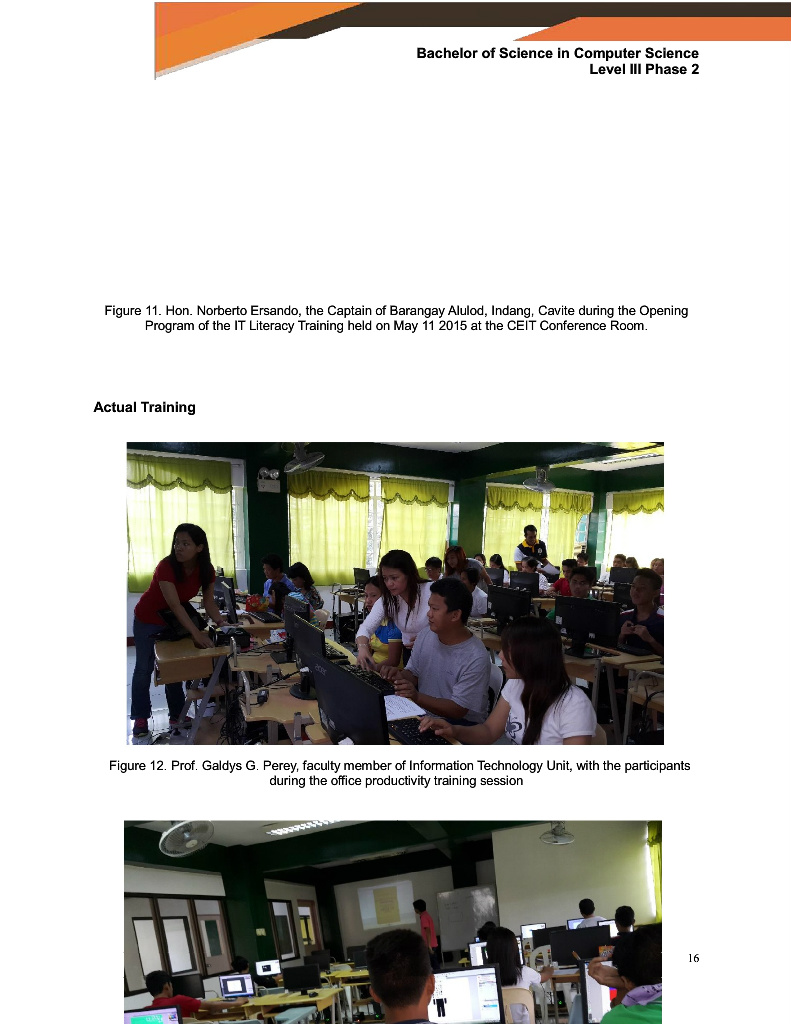 Bachelor of Science in Computer Science
Level III Phase 2
Figure 11. Hon. Norberto Ersando, the Captain of Barangay Alulod, Indang, Cavite during the Opening
Program of the IT Literacy Training held on May 11 2015 at the CEIT Conference Room.
Actual Training
Figure 12. Prof. Galdys G. Perey, faculty member of Information Technology Unit, with the participants
during the office productivity training session
16